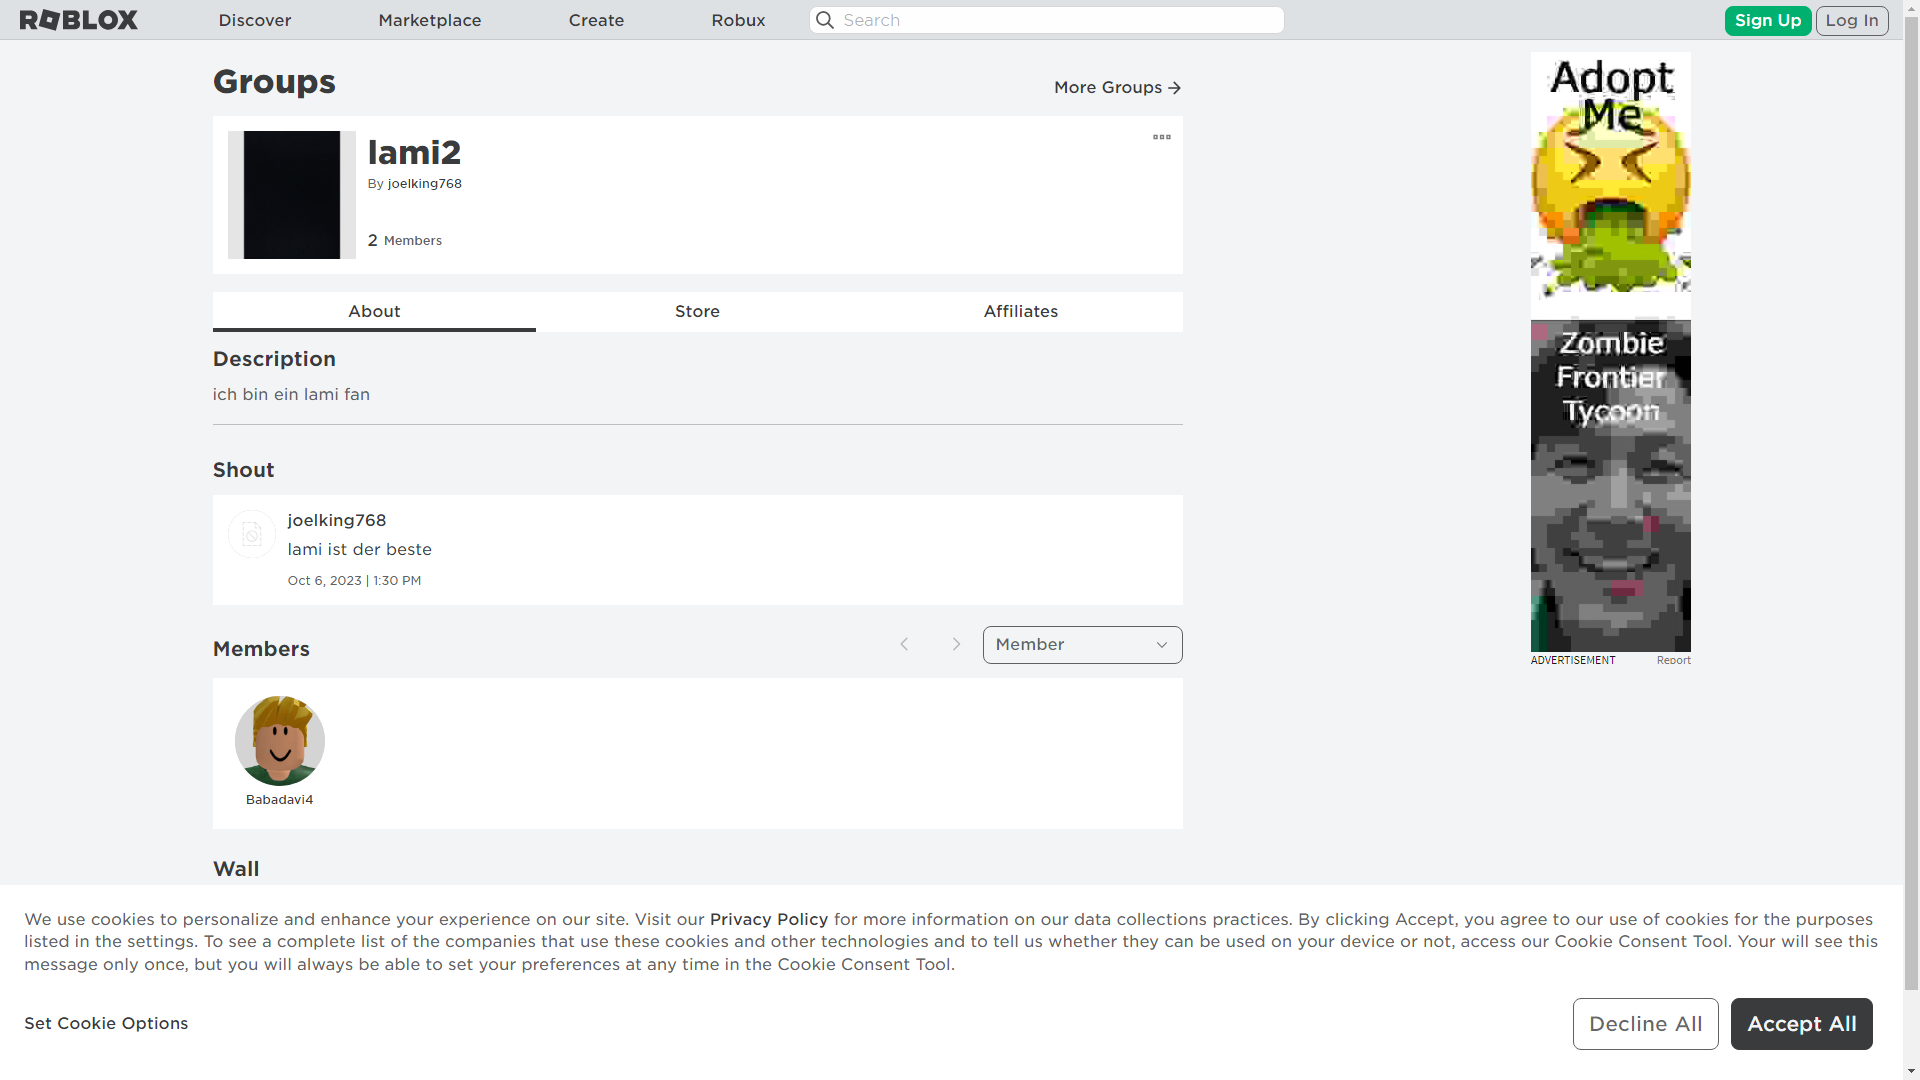 ROBLOX
Discover
Marketplace
Create
Robux
Search
Sign Up
Log In
Groups
More Groups
lami2
By joelking768
2 Members
About
Store
Affiliates
Description
ich bin ein lami fan
Shout
joelking768
lami ist der beste
Oct 6, 2023 | 1:30 PM
Members
Member
Babadavi4
Wall
Adopt
Me
Zombie
Frontier
Tycoon
ADVERTISEMENT
Report
We use cookies to personalize and enhance your experience on our site. Visit our Privacy Policy for more information on our data collections practices. By clicking Accept, you agree to our use of cookies for the purposes
listed in the settings. To see a complete list of the companies that use these cookies and other technologies and to tell us whether they can be used on your device or not, access our Cookie Consent Tool. Your will see this
message only once, but you will always be able to set your preferences at any time in the Cookie Consent Tool.
Set Cookie Options
Decline All
Accept All